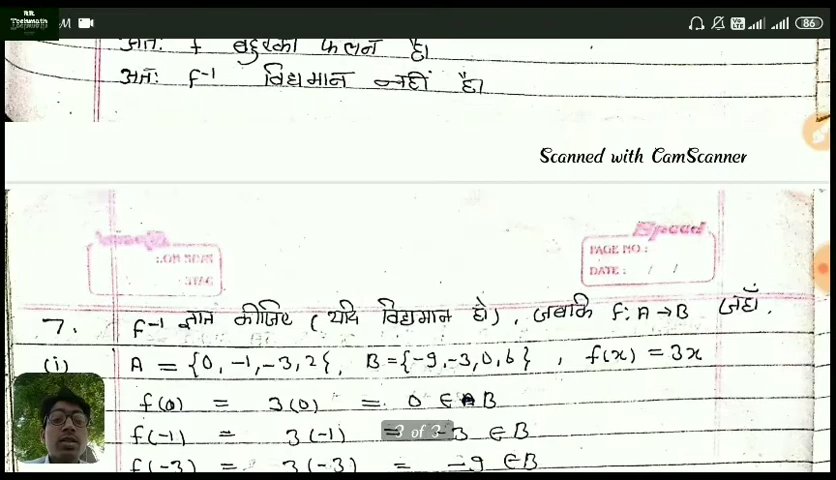 अतः f बहुएकी फलन है।
अतः f⁻¹ विद्यमान नहीं है।
Scanned with CamScanner
PAGE NO.:
DATE: / /
7. f⁻¹ ज्ञात कीजिए (यदि विद्यमान हो), जबकि f: A → B जहाँ.
(i) A = {0, -1, -3, 2}, B = {-9, -3, 0, 6}, f(x) = 3x
f(0) = 3(0) = 0 ∈ B
f(-1) = 3(-1) = -3 ∈ B
3 of 3
f(-3) = 3(-3) = -9 ∈ B
86